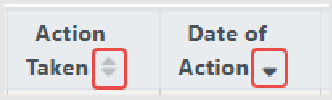 Action Taken
Date of Action